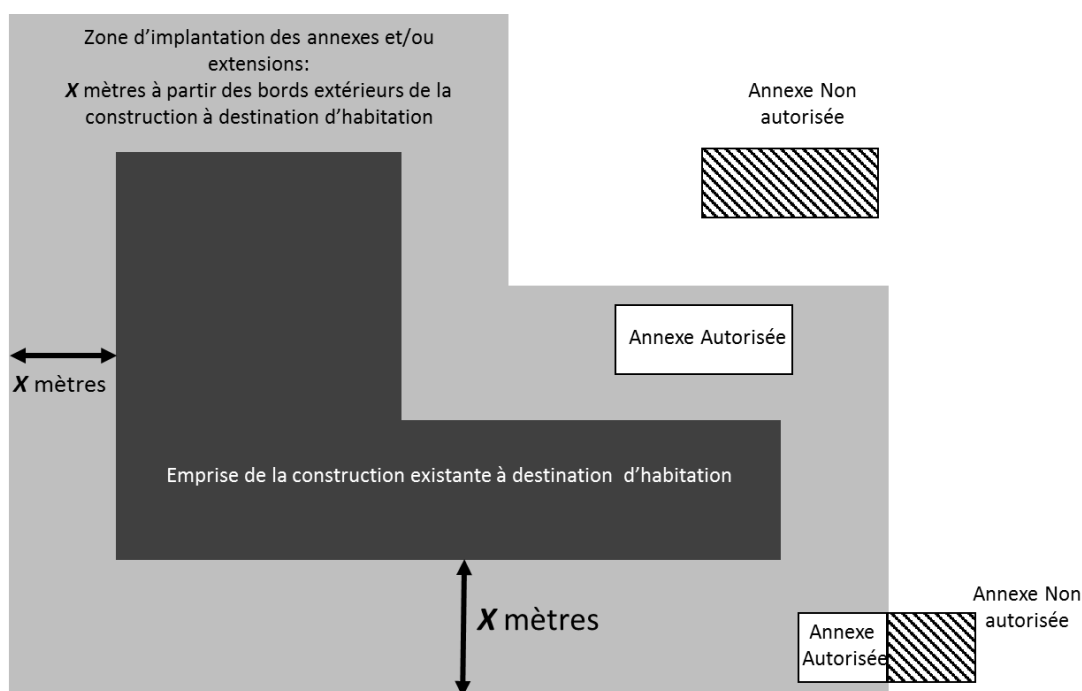 Zone d’implantation des annexes et/ou
extensions:
X mètres à partir des bords extérieurs de la
construction à destination d’habitation
Annexe Non
autorisée
Annexe Autorisée
X mètres
Emprise de la construction existante à destination d’habitation
X mètres
Annexe
Autorisée
Annexe Non
autorisée